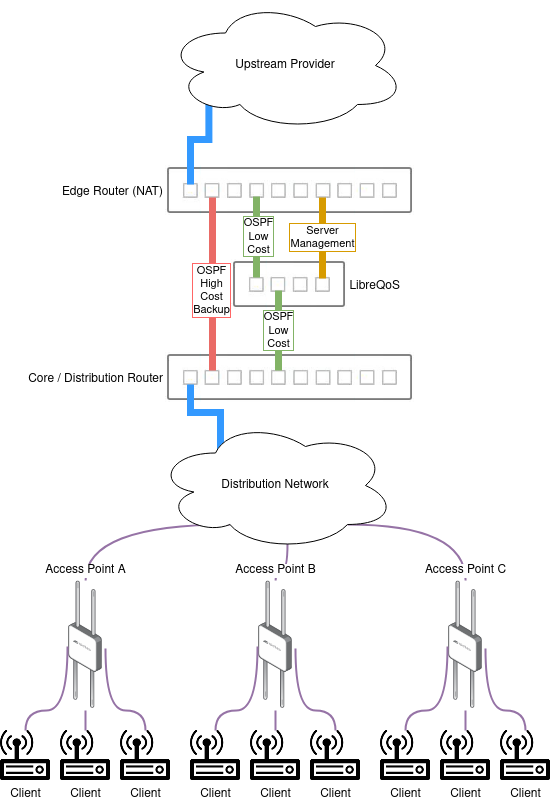 Upstream Provider
Edge Router (NAT)
OSPF
Low
Cost
Server
Management
OSPF
High
Cost
Backup
LibreQoS
OSPF
Low
Cost
Core / Distribution Router
Distribution Network
Access Point A
Access Point B
Access Point C
Client
Client
Client
Client
Client
Client
Client
Client
Client